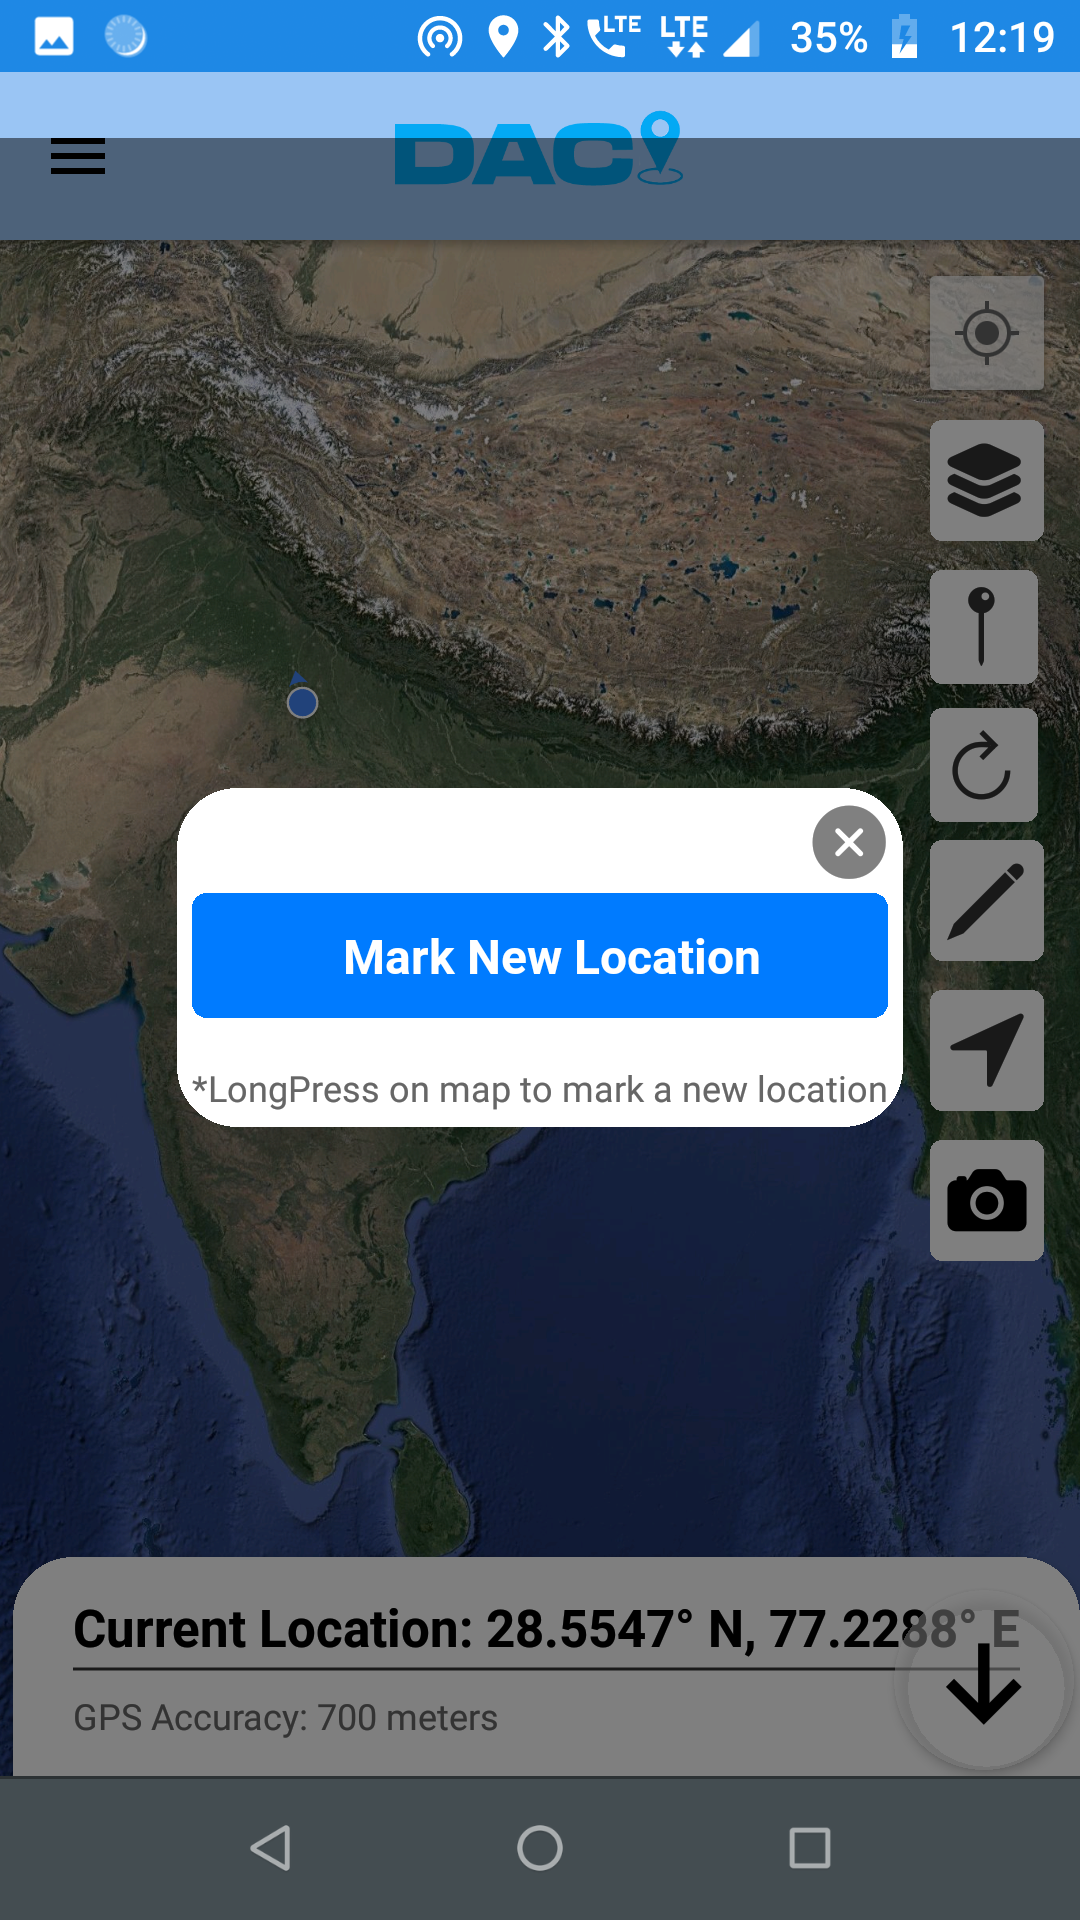 LTE LTE 35% 12:19
DAC
Mark New Location
*LongPress on map to mark a new location
Current Location: 28.5547° N, 77.2288° E
GPS Accuracy: 700 meters